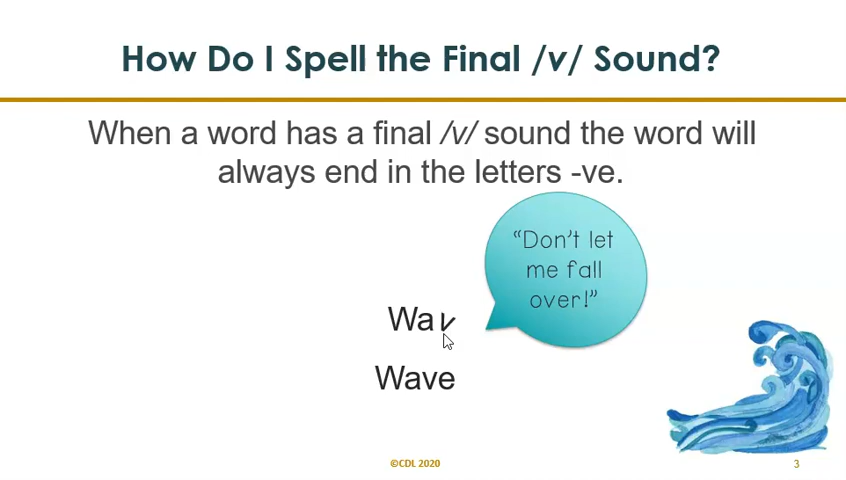 How Do I Spell the Final /v/ Sound?
When a word has a final /v/ sound the word will
always end in the letters -ve.
“Don’t let
me fall
over!”
Wav
Wave
©CDL 2020
3